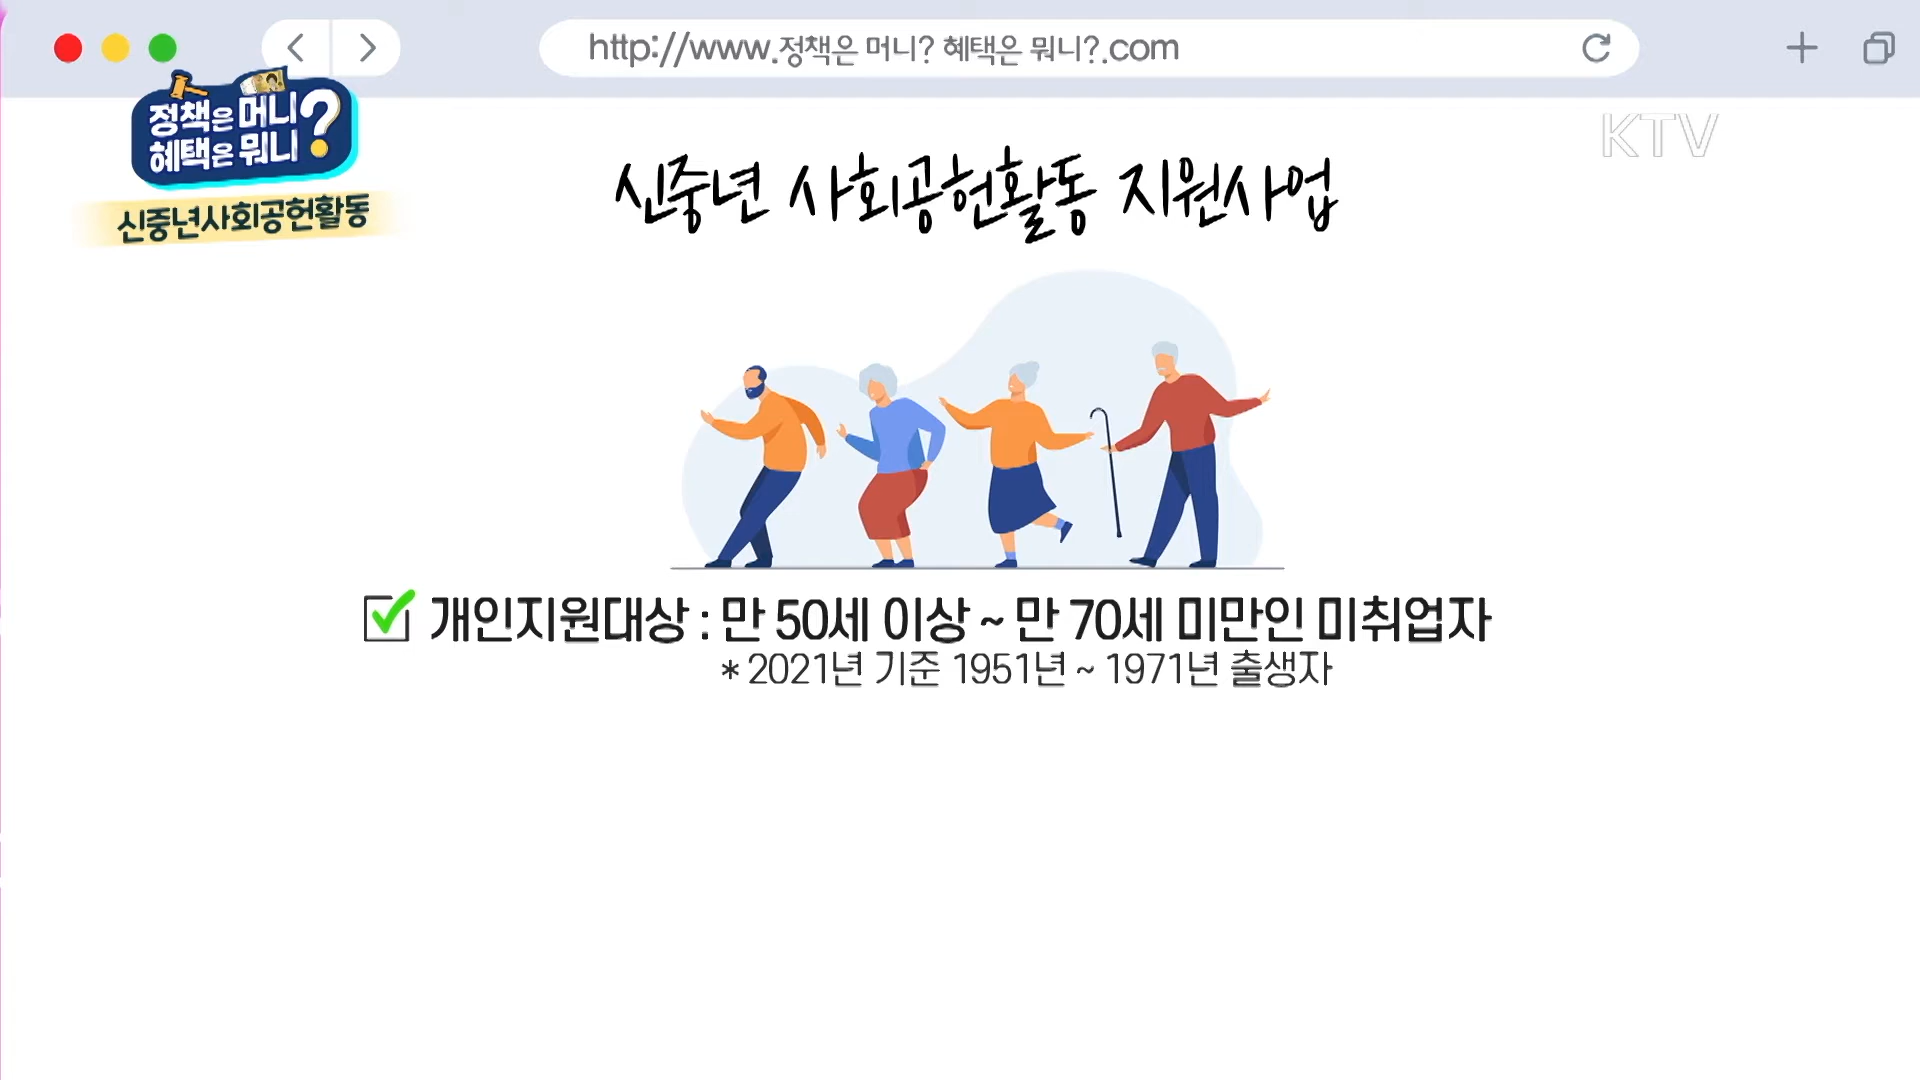 http://www.정책은 머니? 혜택은 뭐니?.com
정책은 머니?
혜택은 뭐니
신중년사회공헌활동
KTV
신중년 사회공헌활동 지원사업
개인지원대상 : 만 50세 이상 ~ 만 70세 미만인 미취업자
* 2021년 기준 1951년 ~ 1971년 출생자